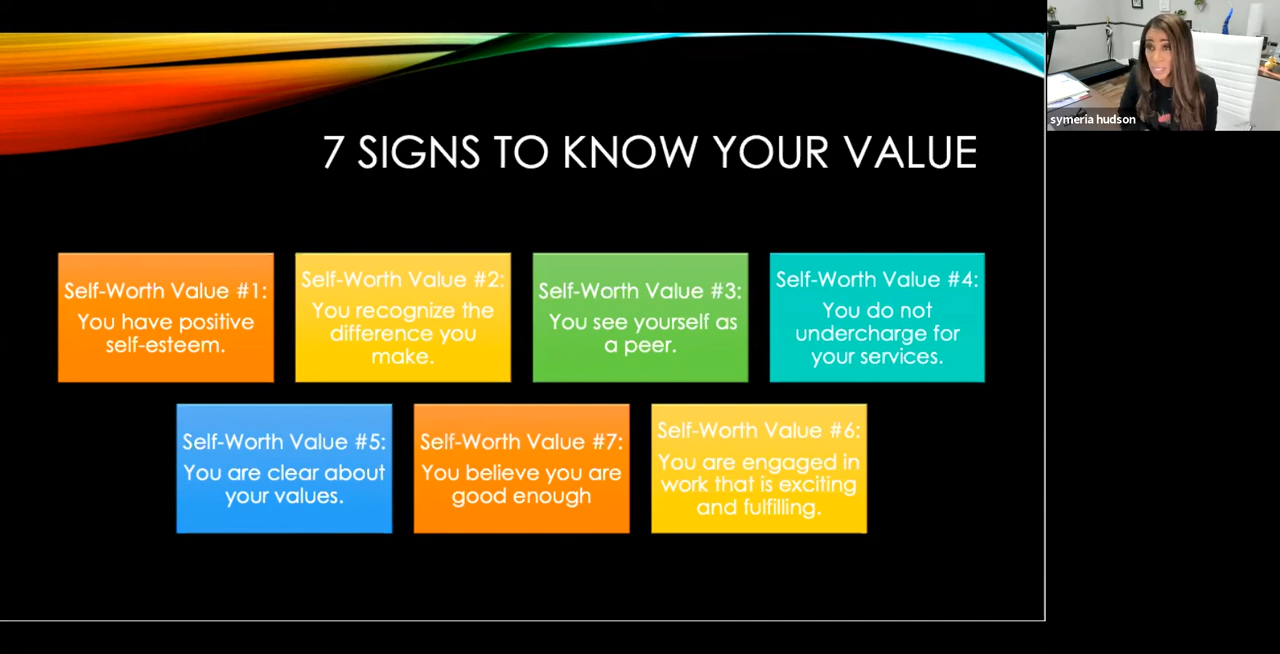 symeria hudson
7 SIGNS TO KNOW YOUR VALUE
Self-Worth Value #1:
You have positive
self-esteem.
Self-Worth Value #2:
You recognize the
difference you
make.
Self-Worth Value #3:
You see yourself as
a peer.
Self-Worth Value #4:
You do not
undercharge for
your services.
Self-Worth Value #5:
You are clear about
your values.
Self-Worth Value #7:
You believe you are
good enough
Self-Worth Value #6:
You are engaged in
work that is exciting
and fulfilling.